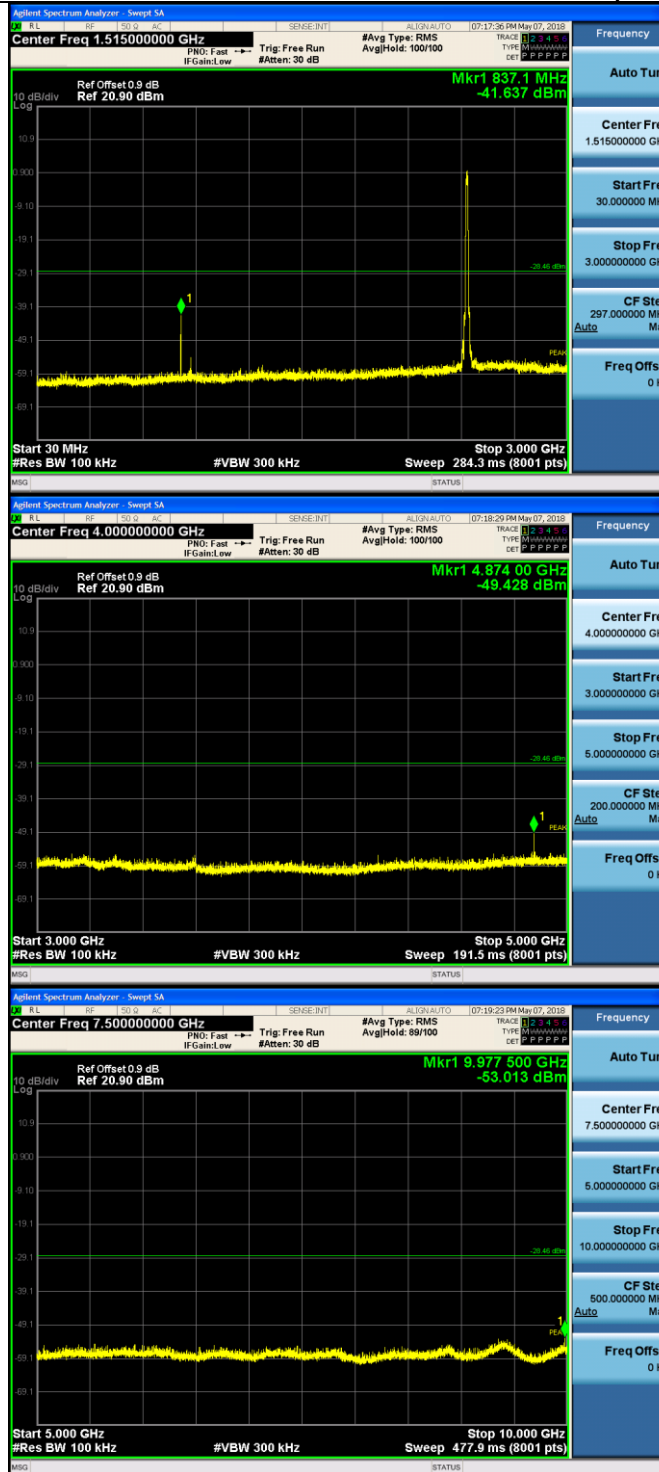 Agilent Spectrum Analyzer - Swept SA
RL RF 50 Ω AC SENSE:INT ALIGNAUTO 07:17:36 PM May 07, 2018
Center Freq 1.515000000 GHz #Avg Type: RMS TRACE 1 2 3 4 5 6
PNO: Fast Trig: Free Run Avg|Hold: 100/100 TYPE M
IFGain:Low #Atten: 30 dB DET P P P P P P
Frequency
Mkr1 837.1 MHz
-41.637 dBm
Ref Offset 0.9 dB
10 dB/div Ref 20.90 dBm
Log
10.9
0.900
-9.10
-19.1
-28.46 dBm
-29.1
1
-39.1
-49.1
PEAK
-59.1
-69.1
Start 30 MHz Stop 3.000 GHz
#Res BW 100 kHz #VBW 300 kHz Sweep 284.3 ms (8001 pts)
MSG STATUS
Auto Tun
Center Fre
1.515000000 GH
Start Fre
30.000000 MH
Stop Fre
3.000000000 GH
CF Ste
297.000000 MH
Auto Ma
Freq Offs
0 H
Agilent Spectrum Analyzer - Swept SA
RL RF 50 Ω AC SENSE:INT ALIGNAUTO 07:18:29 PM May 07, 2018
Center Freq 4.000000000 GHz #Avg Type: RMS TRACE 1 2 3 4 5 6
PNO: Fast Trig: Free Run Avg|Hold: 100/100 TYPE M
IFGain:Low #Atten: 30 dB DET P P P P P P
Frequency
Mkr1 4.874 00 GHz
-49.428 dBm
Ref Offset 0.9 dB
10 dB/div Ref 20.90 dBm
Log
10.9
0.900
-9.10
-19.1
-28.46 dBm
-29.1
-39.1
1
-49.1
PEAK
-59.1
-69.1
Start 3.000 GHz Stop 5.000 GHz
#Res BW 100 kHz #VBW 300 kHz Sweep 191.5 ms (8001 pts)
MSG STATUS
Auto Tun
Center Fre
4.000000000 GH
Start Fre
3.000000000 GH
Stop Fre
5.000000000 GH
CF Ste
200.000000 MH
Auto Ma
Freq Offs
0 H
Agilent Spectrum Analyzer - Swept SA
RL RF 50 Ω AC SENSE:INT ALIGNAUTO 07:19:23 PM May 07, 2018
Center Freq 7.500000000 GHz #Avg Type: RMS TRACE 1 2 3 4 5 6
PNO: Fast Trig: Free Run Avg|Hold: 89/100 TYPE M
IFGain:Low #Atten: 30 dB DET P P P P P P
Frequency
Mkr1 9.977 500 GHz
-53.013 dBm
Ref Offset 0.9 dB
10 dB/div Ref 20.90 dBm
Log
10.9
0.900
-9.10
-19.1
-28.46 dBm
-29.1
-39.1
-49.1
1
PEAK
-59.1
-69.1
Start 5.000 GHz Stop 10.000 GHz
#Res BW 100 kHz #VBW 300 kHz Sweep 477.9 ms (8001 pts)
MSG STATUS
Auto Tun
Center Fre
7.500000000 GH
Start Fre
5.000000000 GH
Stop Fre
10.000000000 GH
CF Ste
500.000000 MH
Auto Ma
Freq Offs
0 H